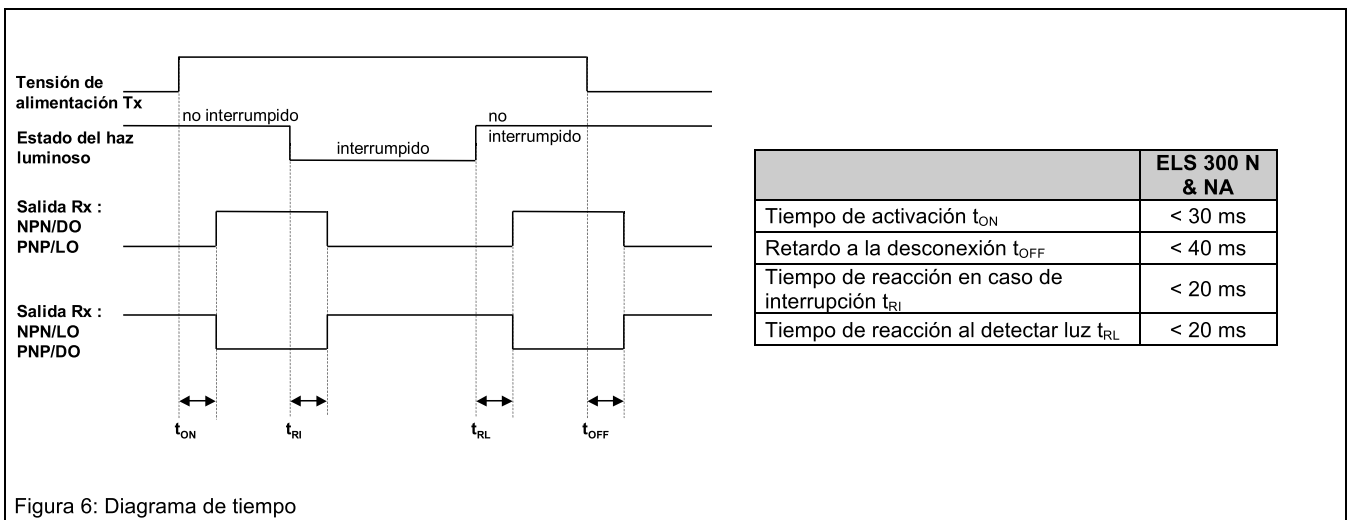 Tensión de
alimentación Tx
no interrumpido
no
interrumpido
Estado del haz
luminoso
interrumpido
Salida Rx :
NPN/DO
PNP/LO
Salida Rx :
NPN/LO
PNP/DO
tON
tRI
tRL
tOFF
ELS 300 N
& NA
Tiempo de activación tON < 30 ms
Retardo a la desconexión tOFF < 40 ms
Tiempo de reacción en caso de
interrupción tRI < 20 ms
Tiempo de reacción al detectar luz tRL < 20 ms
Figura 6: Diagrama de tiempo